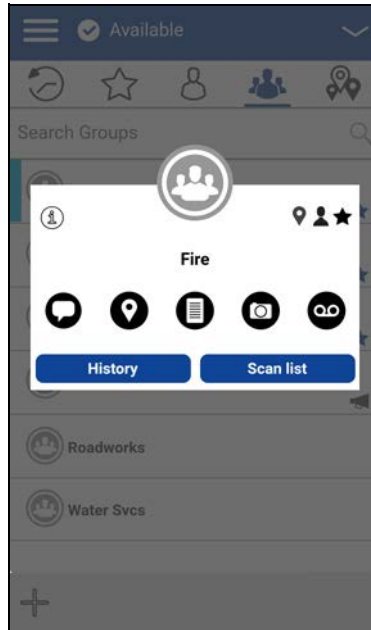 Available
Search Groups
Fire
History
Scan list
Roadworks
Water Svcs